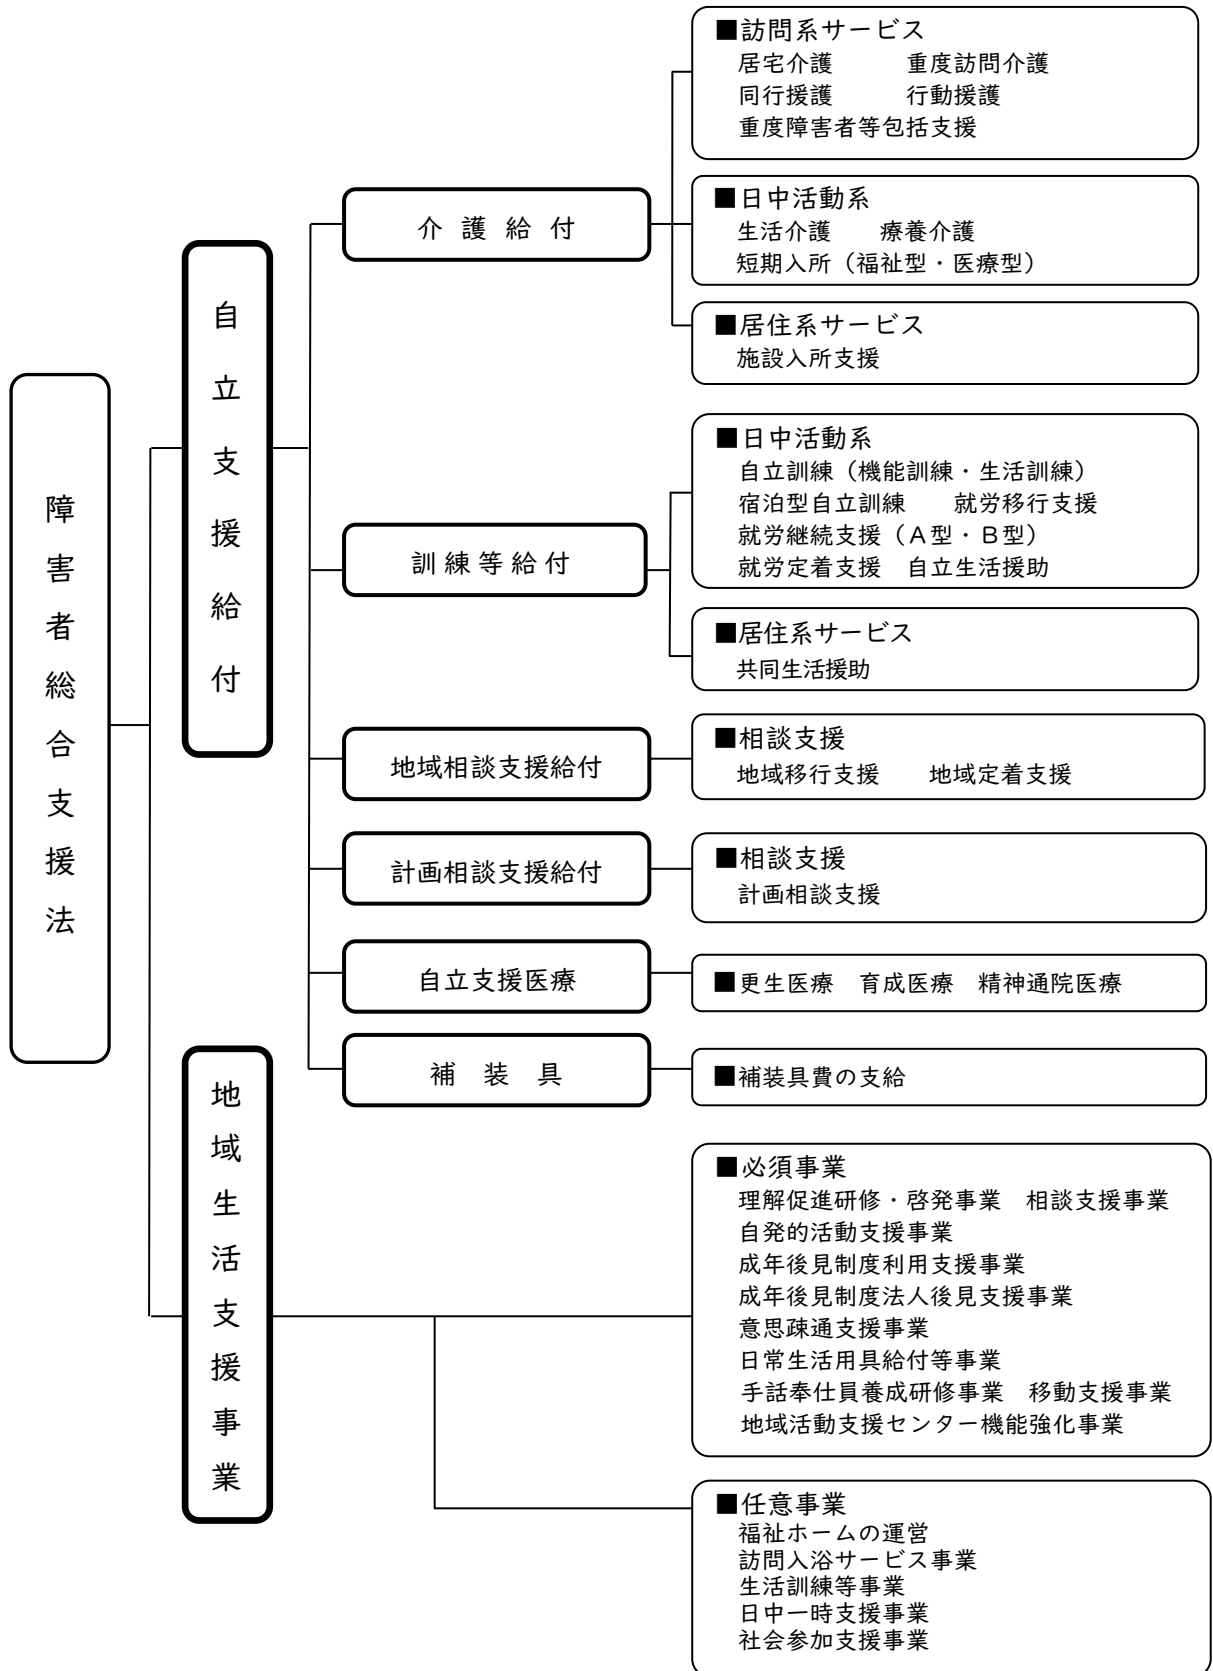 障害者総合支援法
自立支援給付
介護給付
■訪問系サービス
居宅介護　重度訪問介護
同行援護　行動援護
重度障害者等包括支援
■日中活動系
生活介護　療養介護
短期入所（福祉型・医療型）
■居住系サービス
施設入所支援
訓練等給付
■日中活動系
自立訓練（機能訓練・生活訓練）
宿泊型自立訓練　就労移行支援
就労継続支援（Ａ型・Ｂ型）
就労定着支援　自立生活援助
■居住系サービス
共同生活援助
地域相談支援給付
■相談支援
地域移行支援　地域定着支援
計画相談支援給付
■相談支援
計画相談支援
自立支援医療
■更生医療　育成医療　精神通院医療
補装具
■補装具費の支給
地域生活支援事業
■必須事業
理解促進研修・啓発事業　相談支援事業
自発的活動支援事業
成年後見制度利用支援事業
成年後見制度法人後見支援事業
意思疎通支援事業
日常生活用具給付等事業
手話奉仕員養成研修事業　移動支援事業
地域活動支援センター機能強化事業
■任意事業
福祉ホームの運営
訪問入浴サービス事業
生活訓練等事業
日中一時支援事業
社会参加支援事業